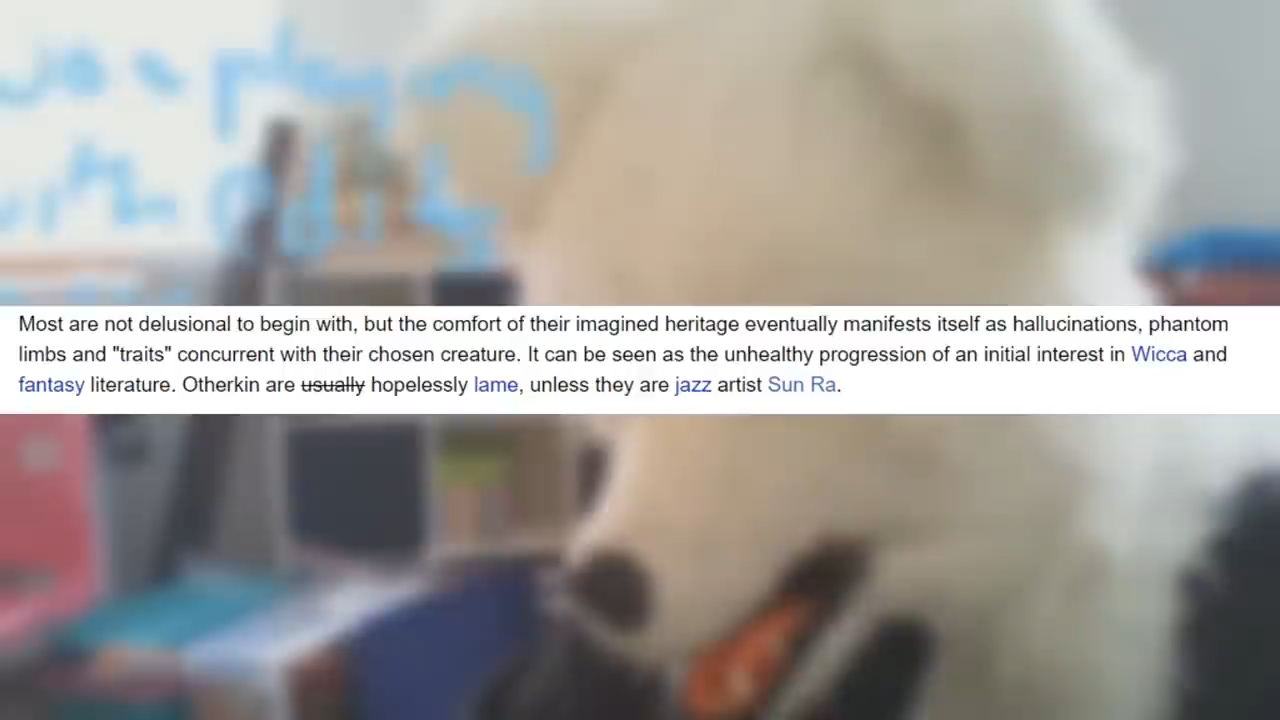 Most are not delusional to begin with, but the comfort of their imagined heritage eventually manifests itself as hallucinations, phantom
limbs and "traits" concurrent with their chosen creature. It can be seen as the unhealthy progression of an initial interest in Wicca and
fantasy literature. Otherkin are usually hopelessly lame, unless they are jazz artist Sun Ra.